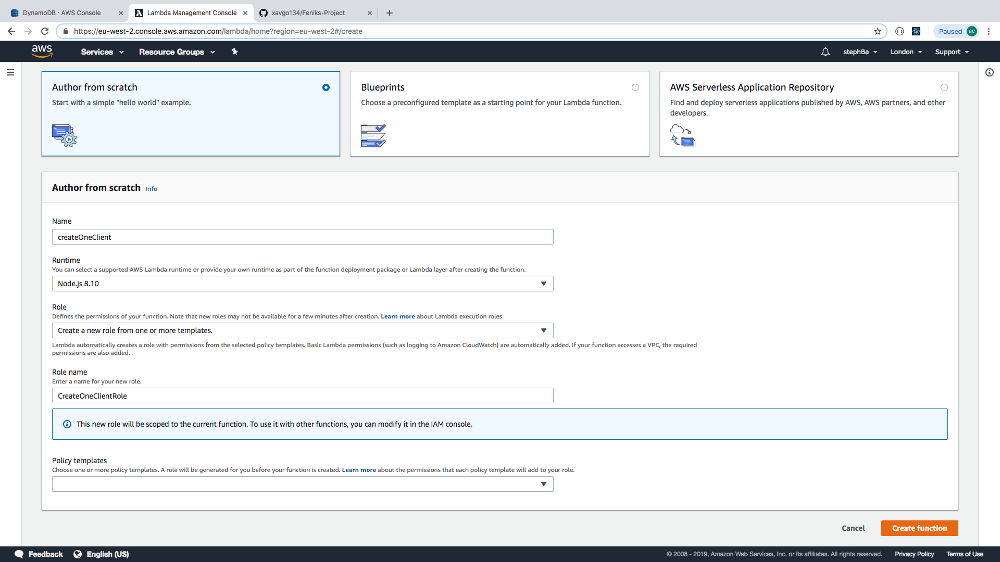 DynamoDB · AWS Console
Lambda Management Console
xavgo134/Feniks-Project
https://eu-west-2.console.aws.amazon.com/lambda/home?region=eu-west-2#/create
Paused
ac
aws
Services
Resource Groups
stephBa
London
Support
Author from scratch
Start with a simple "hello world" example.
Blueprints
Choose a preconfigured template as a starting point for your Lambda function.
AWS Serverless Application Repository
Find and deploy serverless applications published by AWS, AWS partners, and other
developers.
Author from scratch Info
Name
createOneClient
Runtime
You can select a supported AWS Lambda runtime or provide your own runtime as part of the function deployment package or Lambda layer after creating the function.
Node.js 8.10
Role
Defines the permissions of your function. Note that new roles may not be available for a few minutes after creation. Learn more about Lambda execution roles.
Create a new role from one or more templates.
Lambda automatically creates a role with permissions from the selected policy templates. Basic Lambda permissions (such as logging to Amazon CloudWatch) are automatically added. If your function accesses a VPC, the required
permissions are also added.
Role name
Enter a name for your new role.
CreateOneClientRole
This new role will be scoped to the current function. To use it with other functions, you can modify it in the IAM console.
Policy templates
Choose one or more policy templates. A role will be generated for you before your function is created. Learn more about the permissions that each policy template will add to your role.
Cancel
Create function
Feedback
English (US)
© 2008 - 2019, Amazon Web Services, Inc. or its affiliates. All rights reserved.
Privacy Policy
Terms of Use